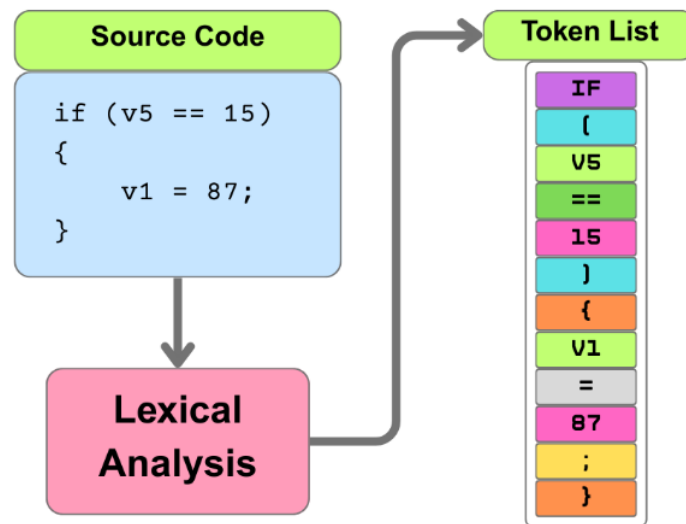 Source Code
if (v5 == 15)
{
    v1 = 87;
}
Lexical
Analysis
Token List
IF
(
V5
==
15
)
{
V1
=
87
;
}